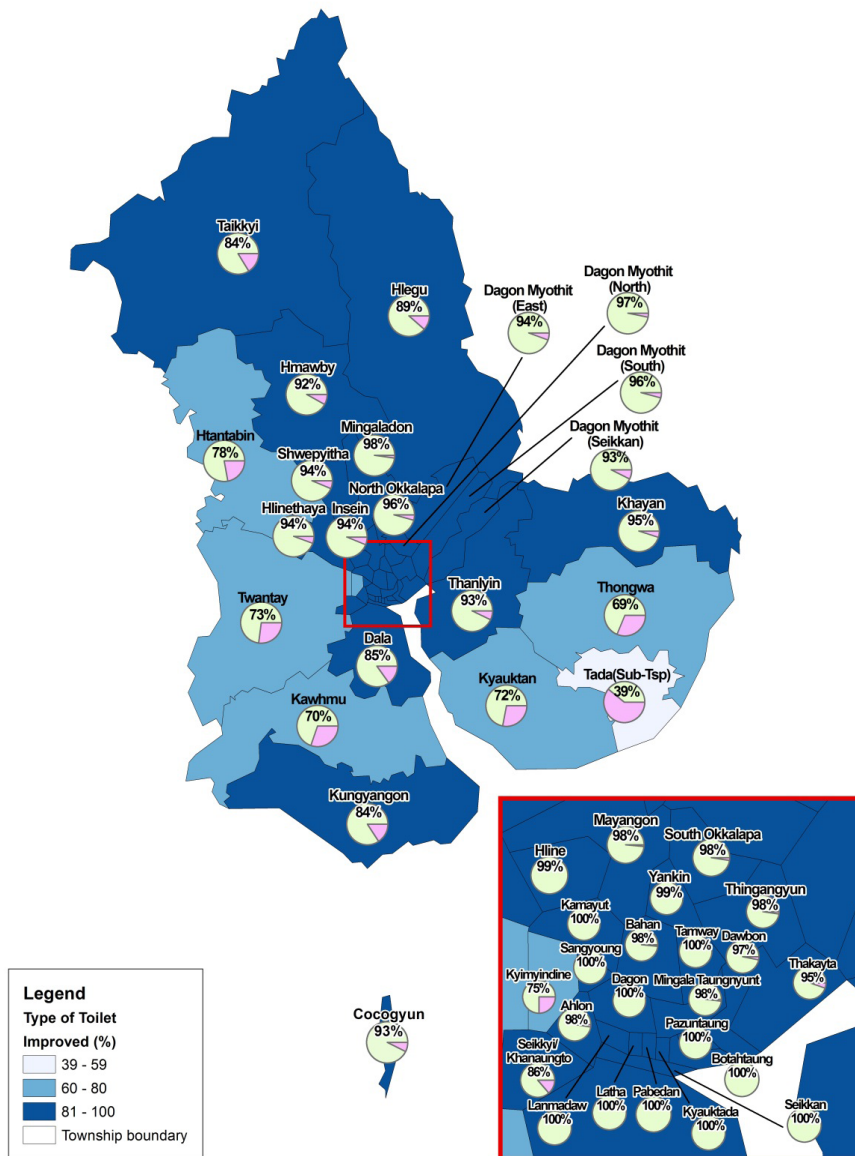 Taikkyi
84%
Hlegu
89%
Dagon Myothit
(East)
94%
Dagon Myothit
(North)
97%
Dagon Myothit
(South)
96%
Dagon Myothit
(Seikkan)
93%
Hmawby
92%
Mingaladon
98%
Htantabin
78%
Shwepyitha
94%
North Okkalapa
96%
Hlinethaya
94%
Insein
94%
Khayan
95%
Thanlyin
93%
Thongwa
69%
Twantay
73%
Dala
85%
Tada(Sub-Tsp)
39%
Kyauktan
72%
Kawhmu
70%
Kungyangon
84%
Cocogyun
93%
Mayangon
98%
South Okkalapa
98%
Hline
99%
Yankin
99%
Thingangyun
98%
Kamayut
100%
Bahan
98%
Tamway
100%
Dawbon
97%
Sangyoung
100%
Thakayta
95%
Kyimyindine
75%
Dagon
100%
Mingala Taungnyunt
98%
Ahlon
98%
Pazuntaung
100%
Seikkyi/
Khanaungto
86%
Botahtaung
100%
Lanmadaw
100%
Latha
100%
Pabedan
100%
Kyauktada
100%
Seikkan
100%
Legend
Type of Toilet
Improved (%)
39 - 59
60 - 80
81 - 100
Township boundary